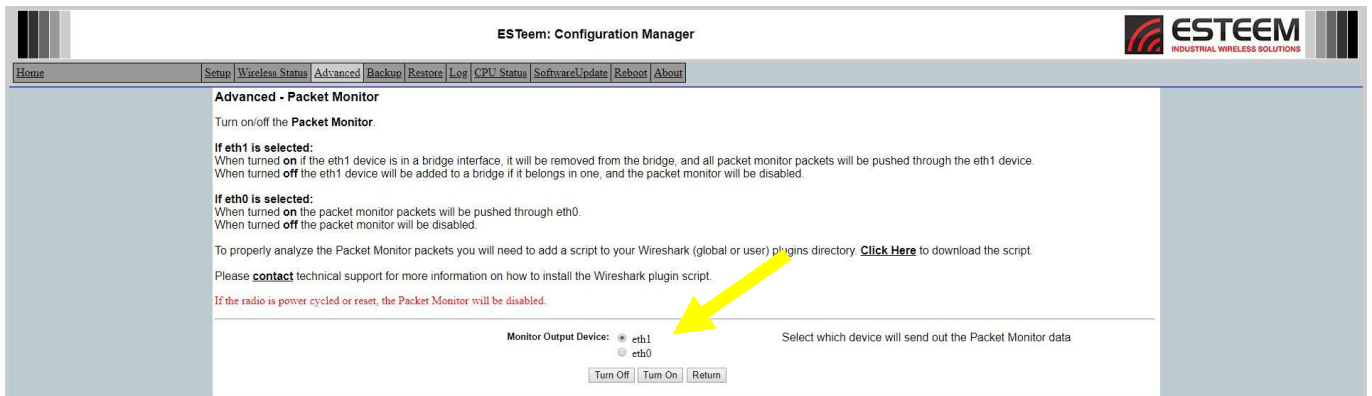 ESTeem: Configuration Manager
ESTEEM
INDUSTRIAL WIRELESS SOLUTIONS
Home Setup Wireless Status Advanced Backup Restore Log CPU Status SoftwareUpdate Reboot About
Advanced - Packet Monitor
Turn on/off the Packet Monitor.
If eth1 is selected:
When turned on if the eth1 device is in a bridge interface, it will be removed from the bridge, and all packet monitor packets will be pushed through the eth1 device.
When turned off the eth1 device will be added to a bridge if it belongs in one, and the packet monitor will be disabled.
If eth0 is selected:
When turned on the packet monitor packets will be pushed through eth0.
When turned off the packet monitor will be disabled.
To properly analyze the Packet Monitor packets you will need to add a script to your Wireshark (global or user) plugins directory. Click Here to download the script.
Please contact technical support for more information on how to install the Wireshark plugin script.
If the radio is power cycled or reset, the Packet Monitor will be disabled.
Monitor Output Device: eth1 Select which device will send out the Packet Monitor data
eth0
Turn Off Turn On Return